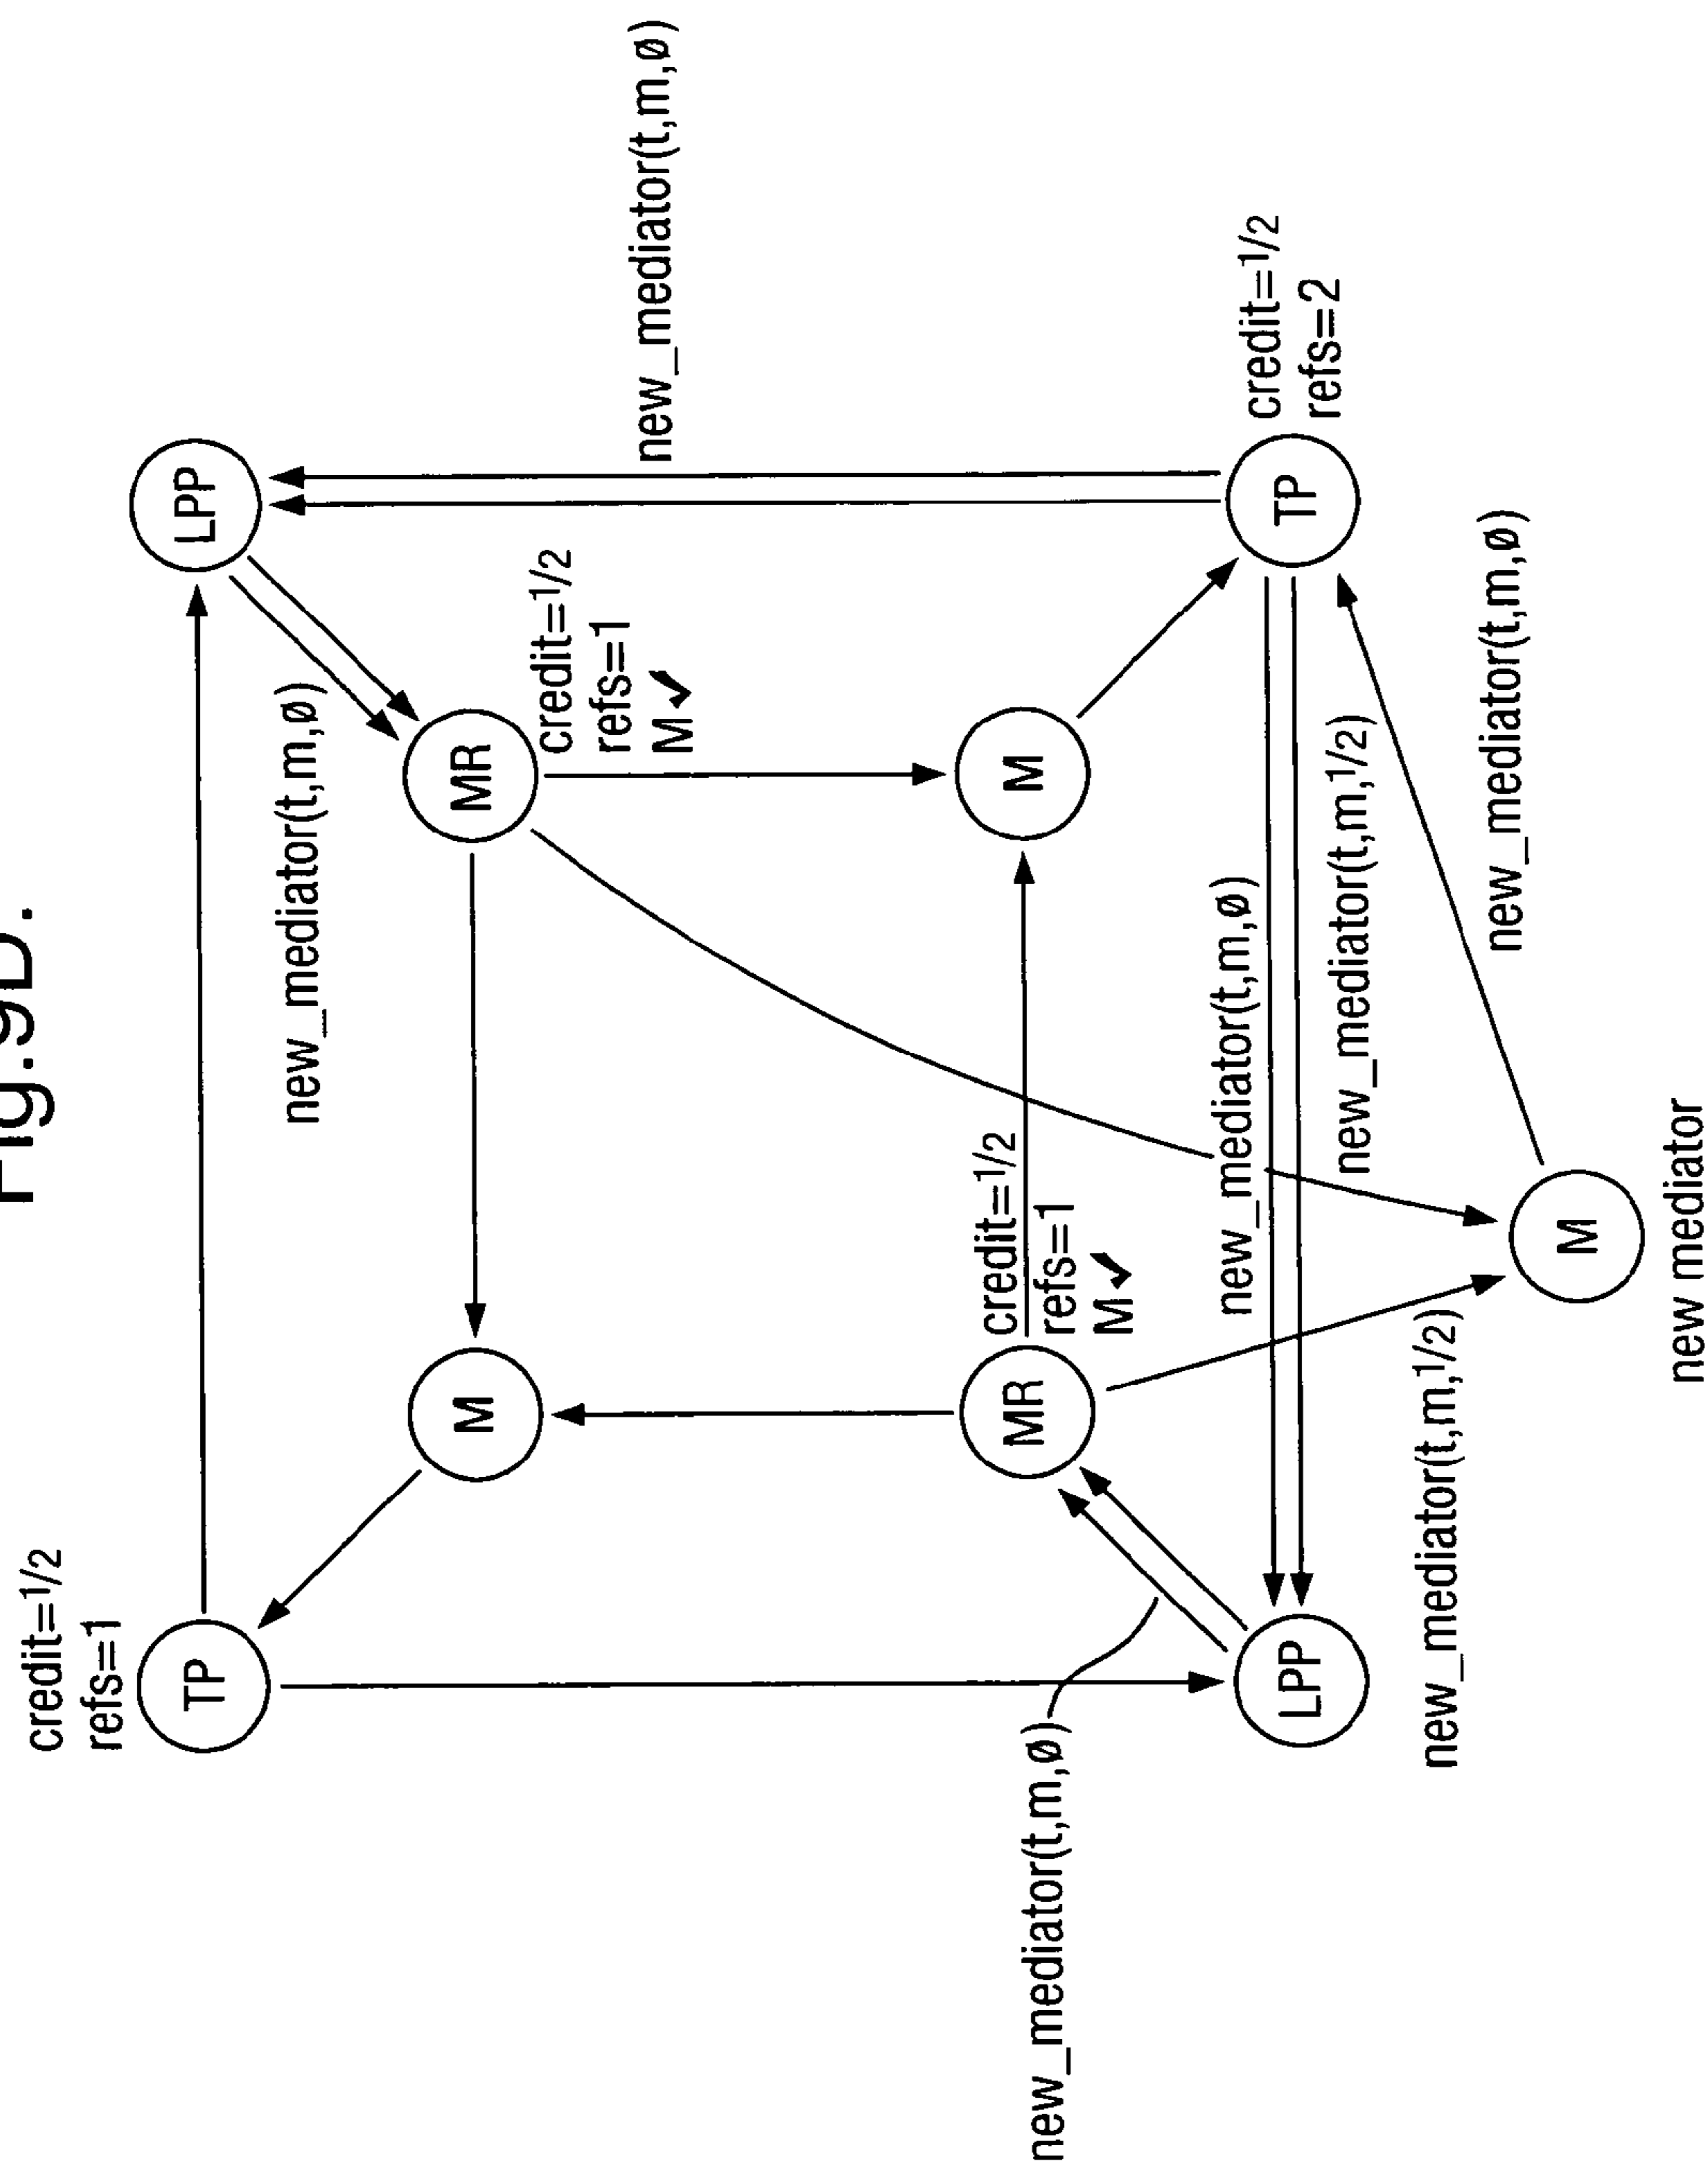 Fig.9D.
credit=1/2
refs=1
TP
LPP
new_mediator(t,m,ø)
M
MR
credit=1/2
refs=1
M✓
new_mediator(t,m,ø)
new_mediator(t,m,ø)
MR
credit=1/2
refs=1
M✓
M
new_mediator(t,m,ø)
credit=1/2
refs=2
LPP
TP
new_mediator(t,m,1/2)
new_mediator(t,m,1/2)
new_mediator(t,m,ø)
M
new mediator